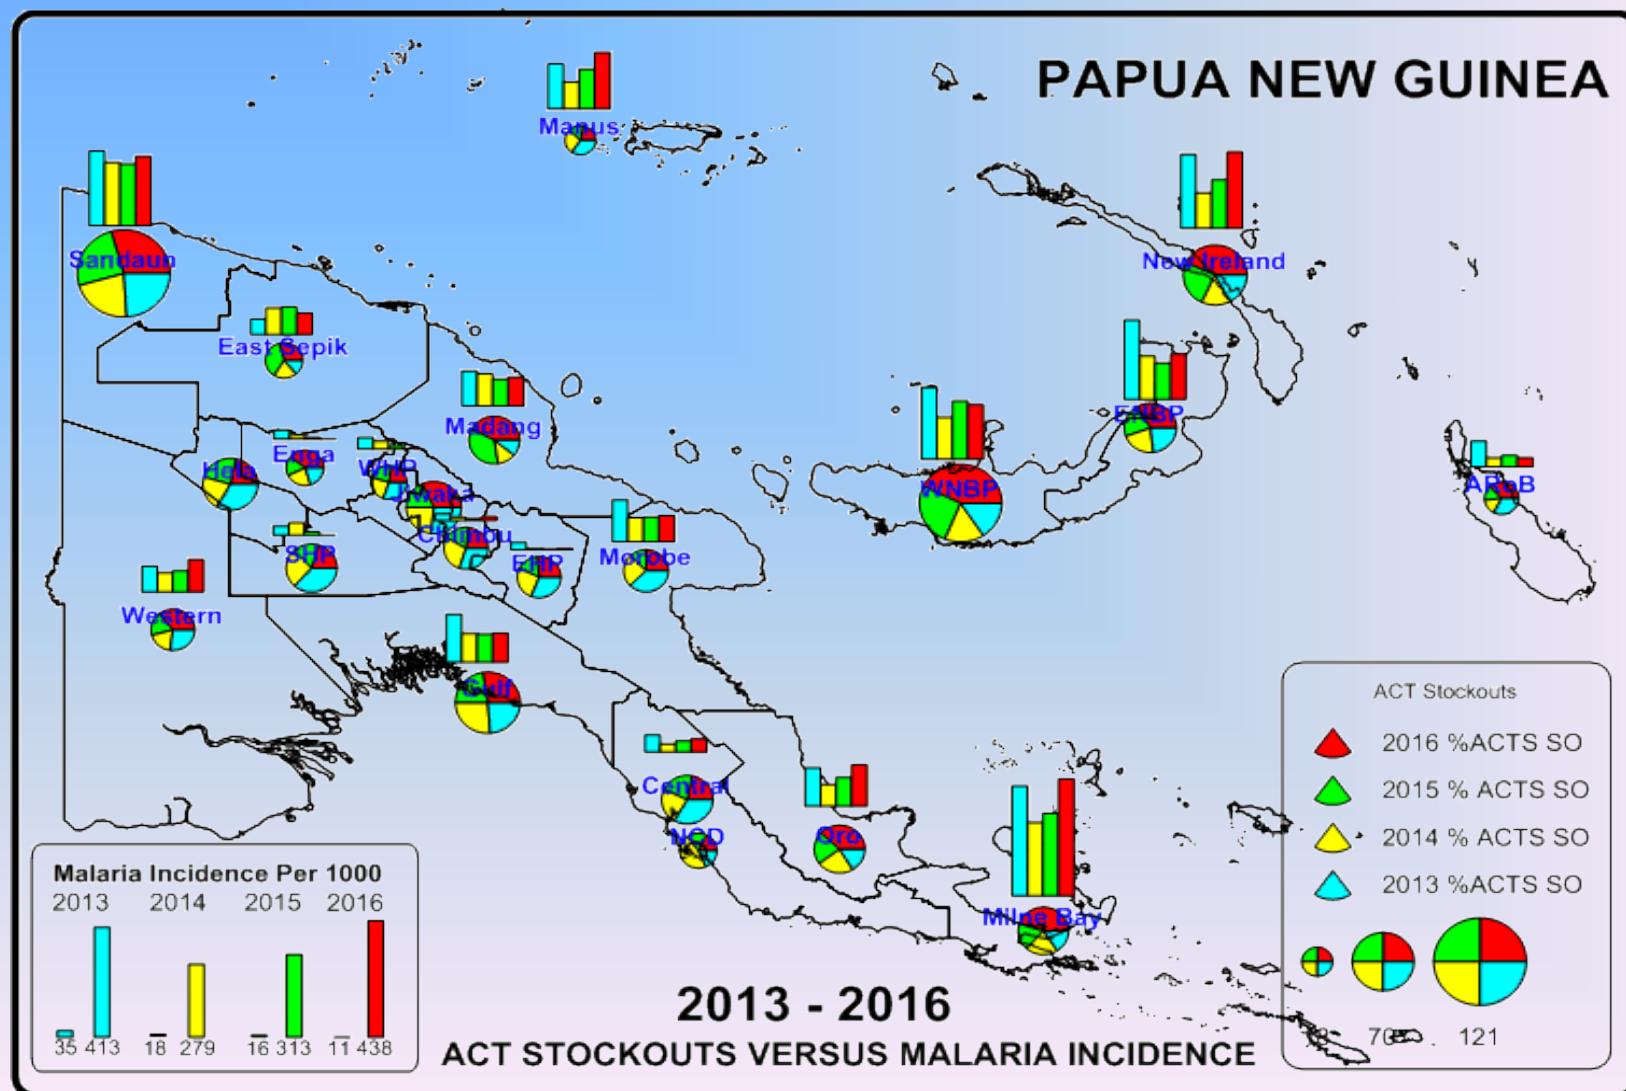 PAPUA NEW GUINEA
Manus
Sandaun
New Ireland
East Sepik
Madang
ENBP
Enga
WHP
Hela
Jiwaka
WNBP
ARoB
Chimbu
SHP
EHP
Morobe
Western
Gulf
Central
NCD
Oro
Milne Bay
ACT Stockouts
2016 %ACTS SO
2015 % ACTS SO
2014 % ACTS SO
2013 %ACTS SO
121
Malaria Incidence Per 1000
2013 2014 2015 2016
35 413 18 279 16 313 11 438
2013 - 2016
ACT STOCKOUTS VERSUS MALARIA INCIDENCE